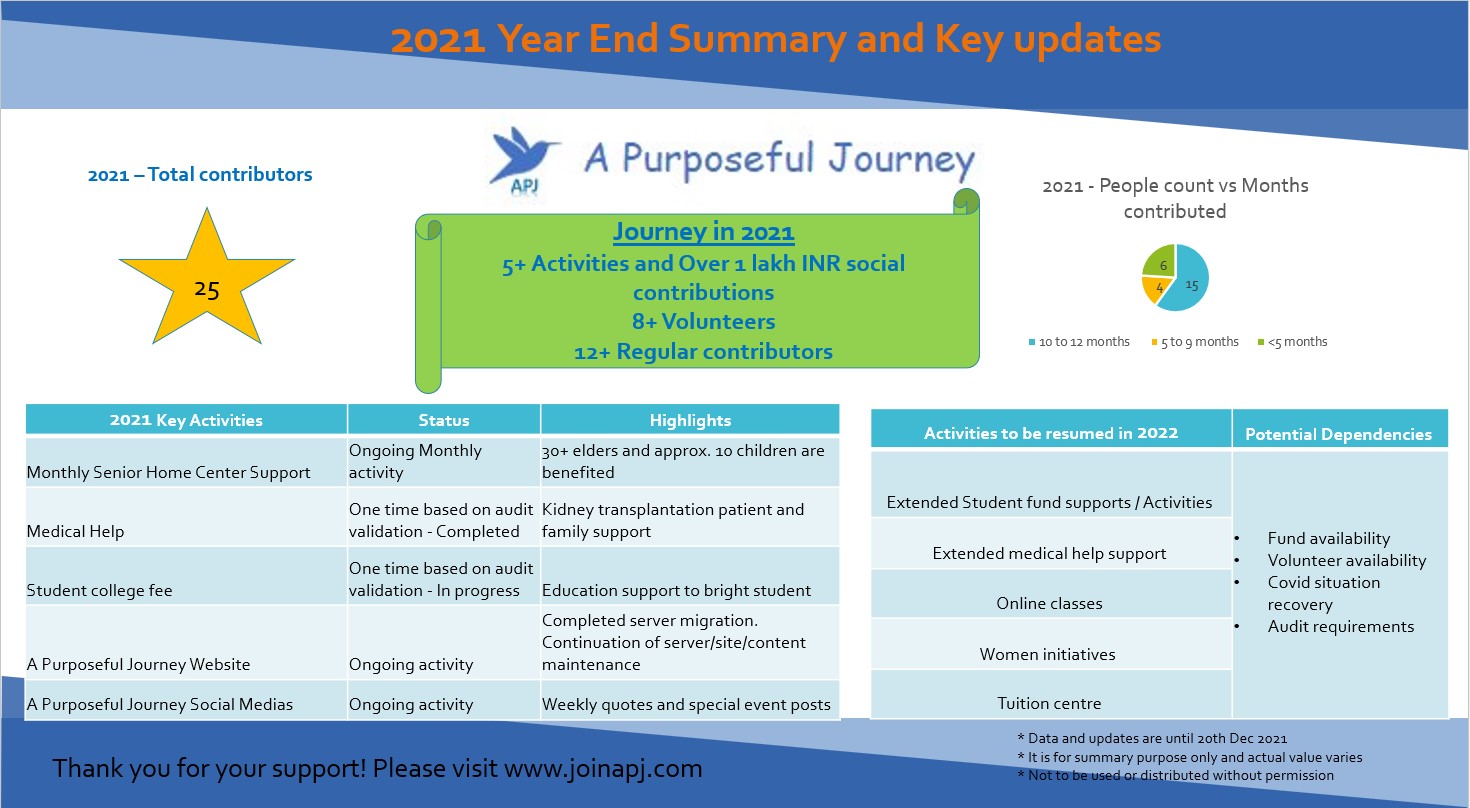 2021 Year End Summary and Key updates
APJ
A Purposeful Journey
2021 – Total contributors
25
Journey in 2021
5+ Activities and Over 1 lakh INR social
contributions
8+ Volunteers
12+ Regular contributors
2021 - People count vs Months
contributed
6
4
15
10 to 12 months
5 to 9 months
<5 months
2021 Key Activities
Status
Highlights
Monthly Senior Home Center Support
Ongoing Monthly
activity
30+ elders and approx. 10 children are
benefited
Medical Help
One time based on audit
validation - Completed
Kidney transplantation patient and
family support
Student college fee
One time based on audit
validation - In progress
Education support to bright student
A Purposeful Journey Website
Ongoing activity
Completed server migration.
Continuation of server/site/content
maintenance
A Purposeful Journey Social Medias
Ongoing activity
Weekly quotes and special event posts
Activities to be resumed in 2022
Potential Dependencies
Extended Student fund supports / Activities
Extended medical help support
Online classes
Women initiatives
Tuition centre
• Fund availability
• Volunteer availability
• Covid situation
recovery
• Audit requirements
Thank you for your support! Please visit www.joinapj.com
* Data and updates are until 20th Dec 2021
* It is for summary purpose only and actual value varies
* Not to be used or distributed without permission